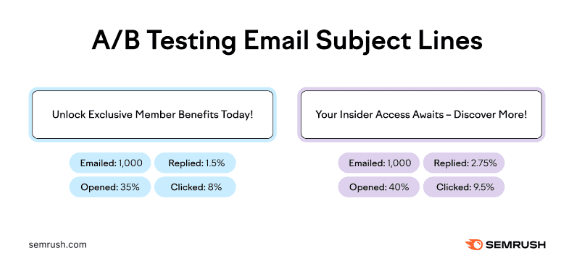 A/B Testing Email Subject Lines
Unlock Exclusive Member Benefits Today!
Emailed: 1,000
Replied: 1.5%
Opened: 35%
Clicked: 8%
Your Insider Access Awaits – Discover More!
Emailed: 1,000
Replied: 2.75%
Opened: 40%
Clicked: 9.5%
semrush.com
SEMRUSH